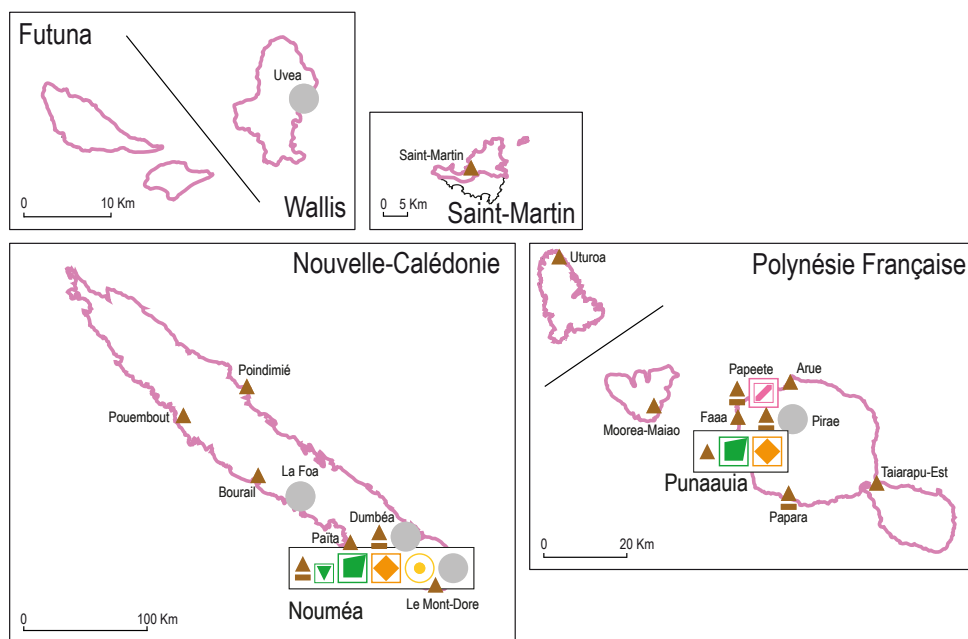 Futuna
Uvea
0 10 Km
Wallis
Saint-Martin
0 5 Km
Saint-Martin
Nouvelle-Calédonie
Poindimié
Pouembout
La Foa
Bourail
Dumbéa
Païta
Nouméa
Le Mont-Dore
0 100 Km
Polynésie Française
Uturoa
Papeete
Arue
Moorea-Maiao
Faaa
Pirae
Punaauia
Taiarapu-Est
Papara
0 20 Km